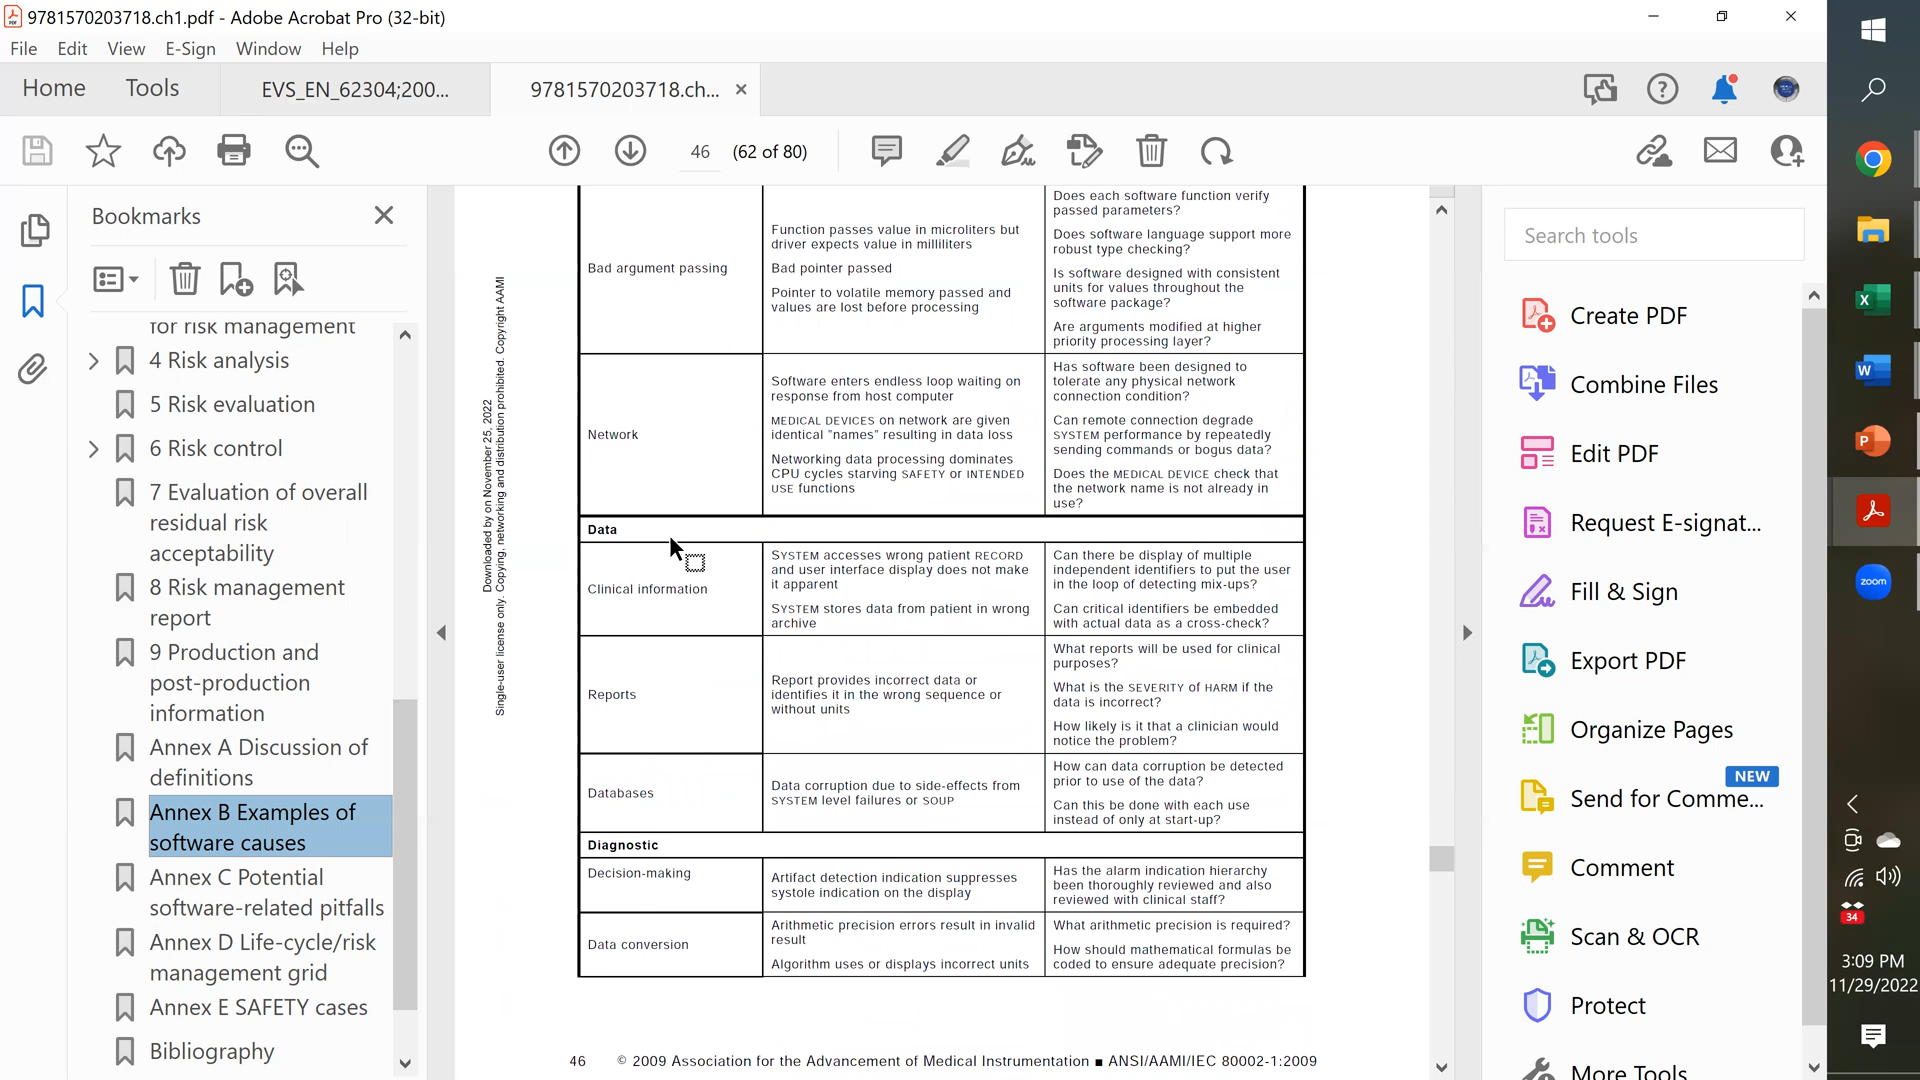 9781570203718.ch1.pdf - Adobe Acrobat Pro (32-bit)
File Edit View E-Sign Window Help
Home Tools EVS_EN_62304;200... 9781570203718.ch...
46 (62 of 80)
Bookmarks
for risk management
4 Risk analysis
5 Risk evaluation
6 Risk control
7 Evaluation of overall
residual risk
acceptability
8 Risk management
report
9 Production and
post-production
information
Annex A Discussion of
definitions
Annex B Examples of
software causes
Annex C Potential
software-related pitfalls
Annex D Life-cycle/risk
management grid
Annex E SAFETY cases
Bibliography
Downloaded by on November 25, 2022
Single-user license only. Copying, networking and distribution prohibited. Copyright AAMI
Bad argument passing
Function passes value in microliters but
driver expects value in milliliters
Bad pointer passed
Pointer to volatile memory passed and
values are lost before processing
Does each software function verify
passed parameters?
Does software language support more
robust type checking?
Is software designed with consistent
units for values throughout the
software package?
Are arguments modified at higher
priority processing layer?
Network
Software enters endless loop waiting on
response from host computer
MEDICAL DEVICES on network are given
identical "names" resulting in data loss
Networking data processing dominates
CPU cycles starving SAFETY or INTENDED
USE functions
Has software been designed to
tolerate any physical network
connection condition?
Can remote connection degrade
SYSTEM performance by repeatedly
sending commands or bogus data?
Does the MEDICAL DEVICE check that
the network name is not already in
use?
Data
Clinical information
SYSTEM accesses wrong patient RECORD
and user interface display does not make
it apparent
SYSTEM stores data from patient in wrong
archive
Can there be display of multiple
independent identifiers to put the user
in the loop of detecting mix-ups?
Can critical identifiers be embedded
with actual data as a cross-check?
Reports
Report provides incorrect data or
identifies it in the wrong sequence or
without units
What reports will be used for clinical
purposes?
What is the SEVERITY of HARM if the
data is incorrect?
How likely is it that a clinician would
notice the problem?
Databases
Data corruption due to side-effects from
SYSTEM level failures or SOUP
How can data corruption be detected
prior to use of the data?
Can this be done with each use
instead of only at start-up?
Diagnostic
Decision-making
Artifact detection indication suppresses
systole indication on the display
Has the alarm indication hierarchy
been thoroughly reviewed and also
reviewed with clinical staff?
Data conversion
Arithmetic precision errors result in invalid
result
Algorithm uses or displays incorrect units
What arithmetic precision is required?
How should mathematical formulas be
coded to ensure adequate precision?
46 © 2009 Association for the Advancement of Medical Instrumentation ■ ANSI/AAMI/IEC 80002-1:2009
Search tools
Create PDF
Combine Files
Edit PDF
Request E-signat...
Fill & Sign
Export PDF
Organize Pages
NEW
Send for Comme...
Comment
Scan & OCR
Protect
More Tools
zoom
34
3:09 PM
11/29/2022